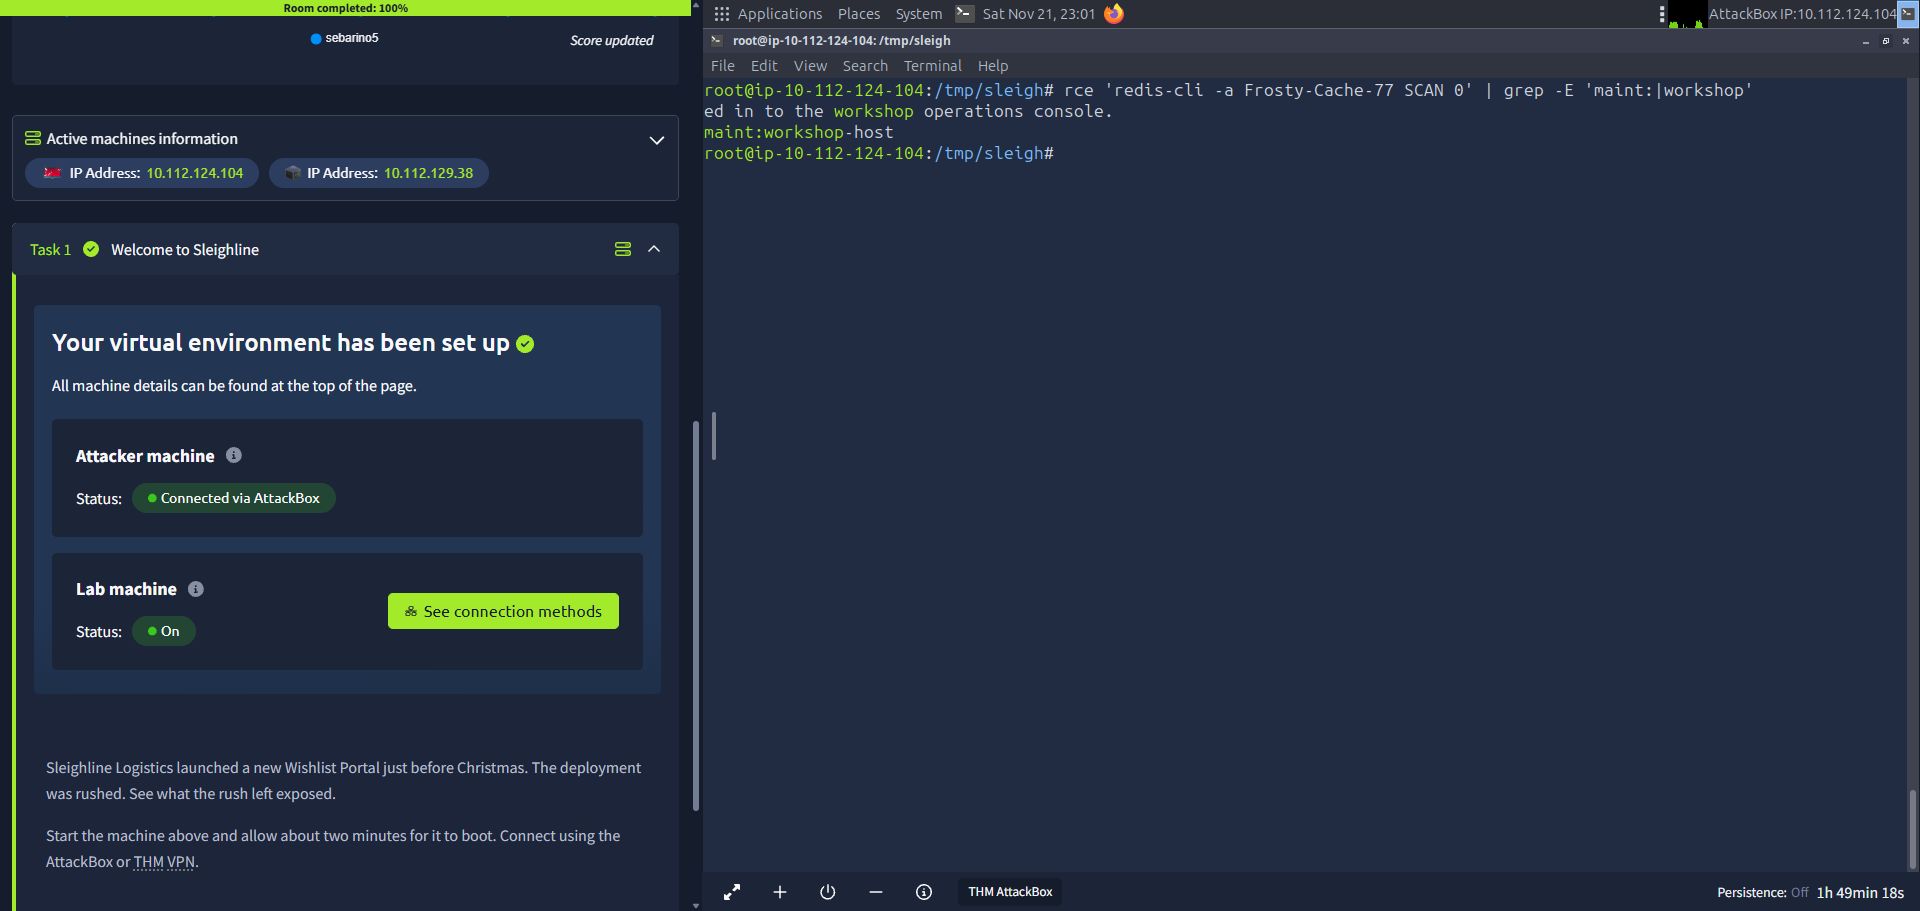 Room completed: 100%
sebarino5
Score updated
Active machines information
IP Address: 10.112.124.104
IP Address: 10.112.129.38
Task 1
Welcome to Sleighline
Your virtual environment has been set up
All machine details can be found at the top of the page.
Attacker machine
Status: Connected via AttackBox
Lab machine
See connection methods
Status: On
Sleighline Logistics launched a new Wishlist Portal just before Christmas. The deployment
was rushed. See what the rush left exposed.
Start the machine above and allow about two minutes for it to boot. Connect using the
AttackBox or THM VPN.
Applications Places System Sat Nov 21, 23:01 AttackBox IP:10.112.124.104
root@ip-10-112-124-104: /tmp/sleigh
File Edit View Search Terminal Help
root@ip-10-112-124-104:/tmp/sleigh# rce 'redis-cli -a Frosty-Cache-77 SCAN 0' | grep -E 'maint:|workshop'
ed in to the workshop operations console.
maint:workshop-host
root@ip-10-112-124-104:/tmp/sleigh#
THM AttackBox
Persistence: Off 1h 49min 18s